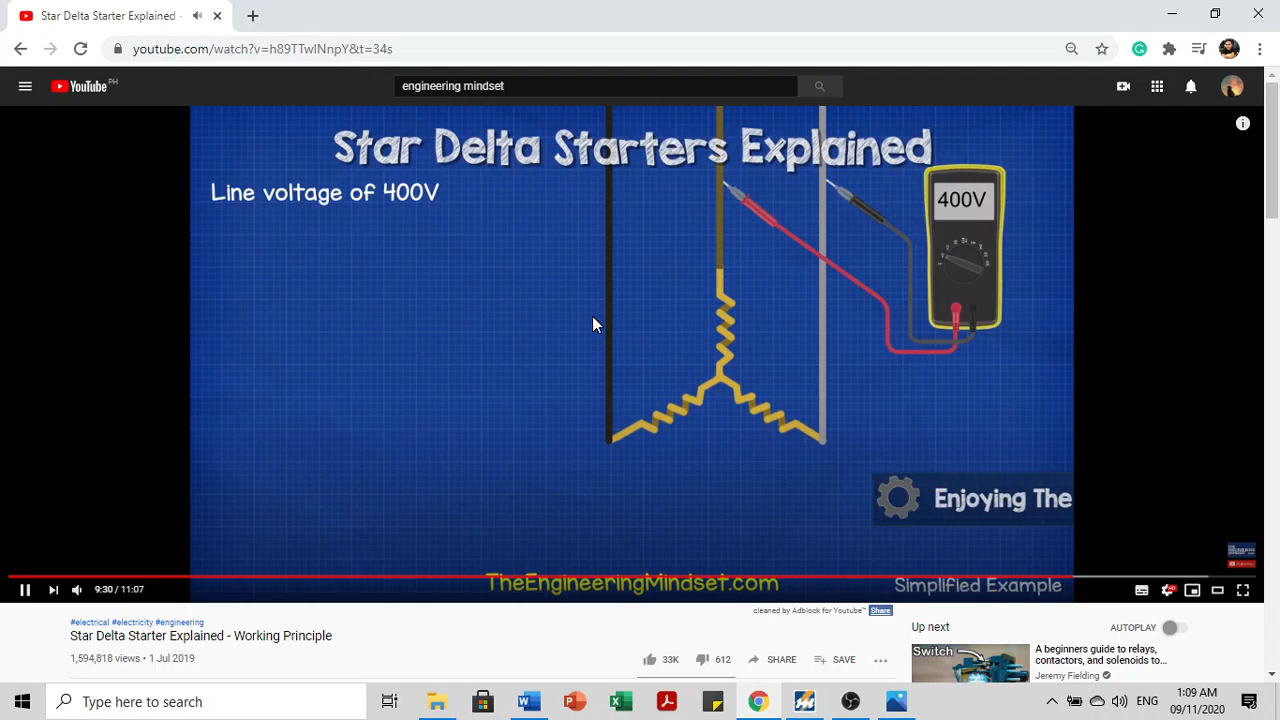 Star Delta Starter Explained -
youtube.com/watch?v=h89TTwlNnpY&t=34s
YouTube PH
engineering mindset
Star Delta Starters Explained
Line voltage of 400V
400V
Enjoying The
TheEngineeringMindset.com
Simplified Example
9:30 / 11:07
cleaned by Adblock for Youtube™ Share
#electrical #electricity #engineering
Star Delta Starter Explained - Working Principle
1,594,818 views • 1 Jul 2019
33K
612
SHARE
SAVE
Up next
AUTOPLAY
Switch
A beginners guide to relays,
contactors, and solenoids to...
Jeremy Fielding
Type here to search
ENG
1:09 AM
09/11/2020